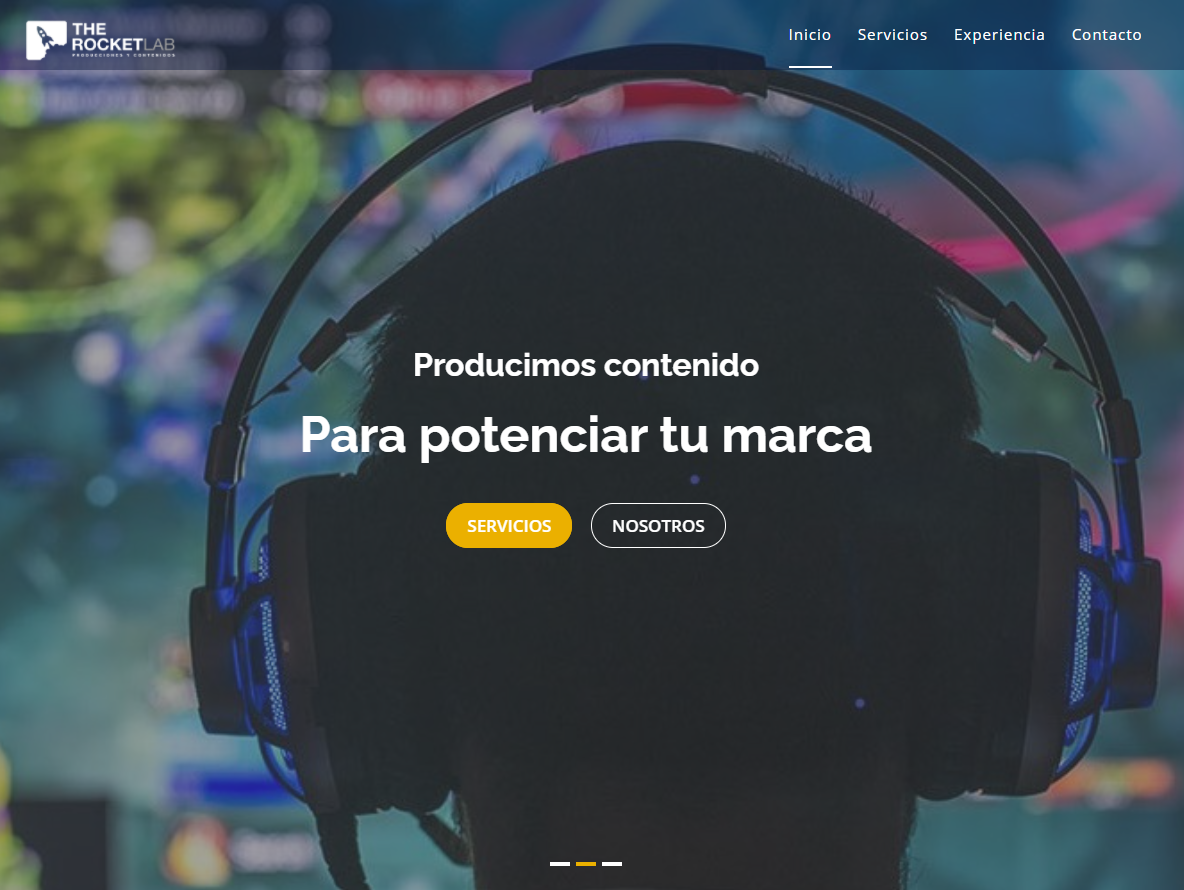 THE
ROCKETLAB
PRODUCCIONES Y CONTENIDOS
Inicio Servicios Experiencia Contacto
Producimos contenido
Para potenciar tu marca
SERVICIOS NOSOTROS